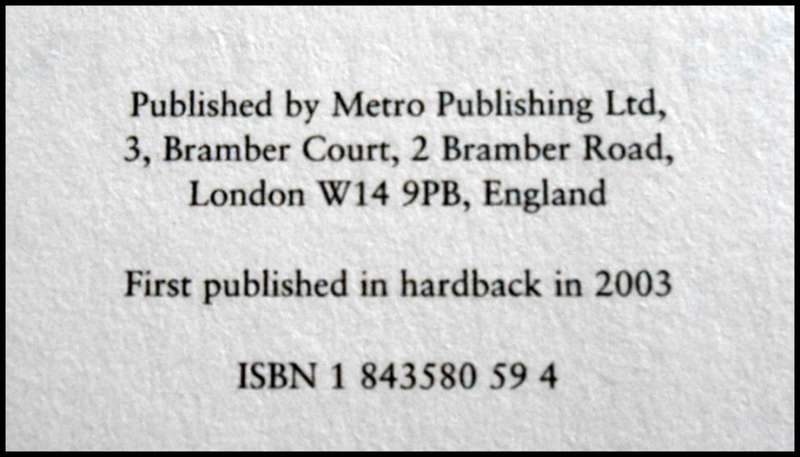 Published by Metro Publishing Ltd,
3, Bramber Court, 2 Bramber Road,
London W14 9PB, England
First published in hardback in 2003
ISBN 1 843580 59 4